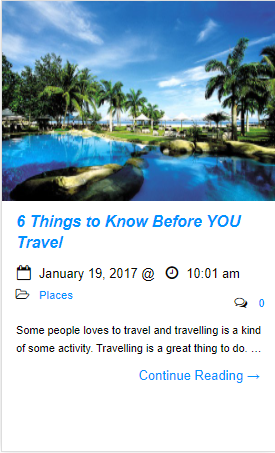 6 Things to Know Before YOU
Travel
January 19, 2017 @ 10:01 am
Places
0
Some people loves to travel and travelling is a kind
of some activity. Travelling is a great thing to do. …
Continue Reading →